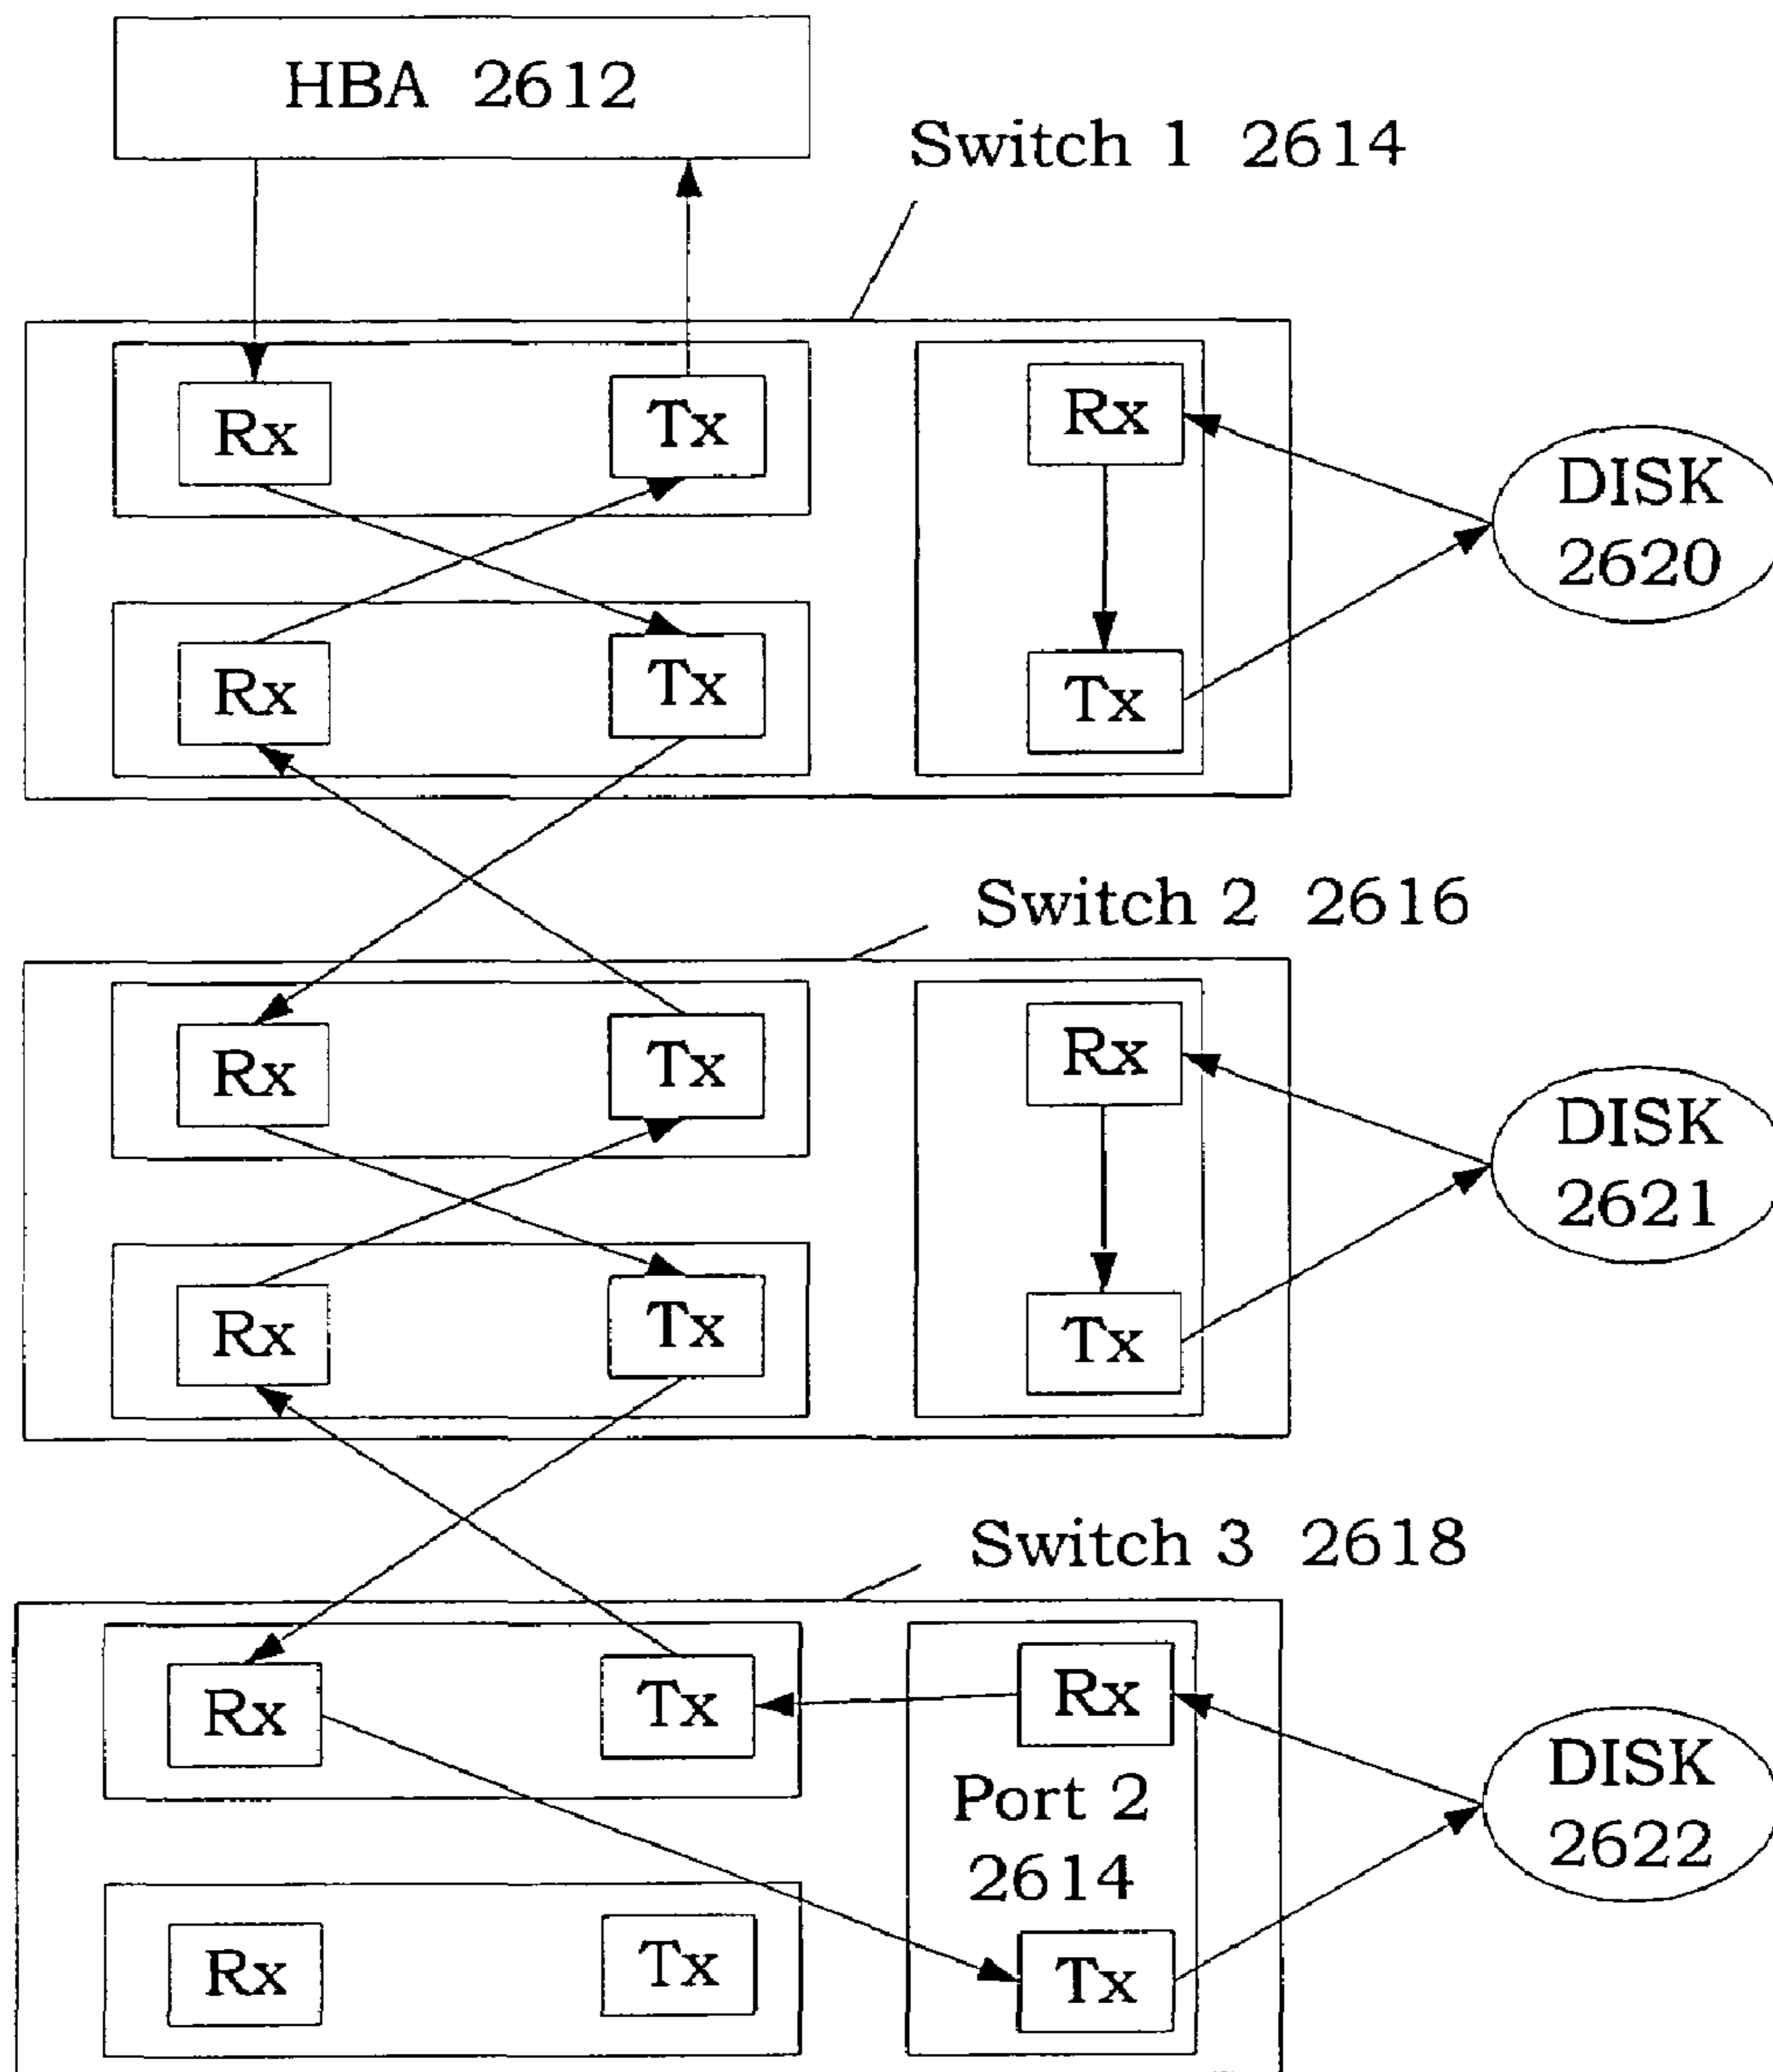 HBA 2612
Switch 1 2614
Rx
Tx
Rx
DISK
2620
Rx
Tx
Tx
Switch 2 2616
Rx
Tx
Rx
DISK
2621
Rx
Tx
Tx
Switch 3 2618
Rx
Tx
Rx
Port 2
2614
DISK
2622
Rx
Tx
Tx